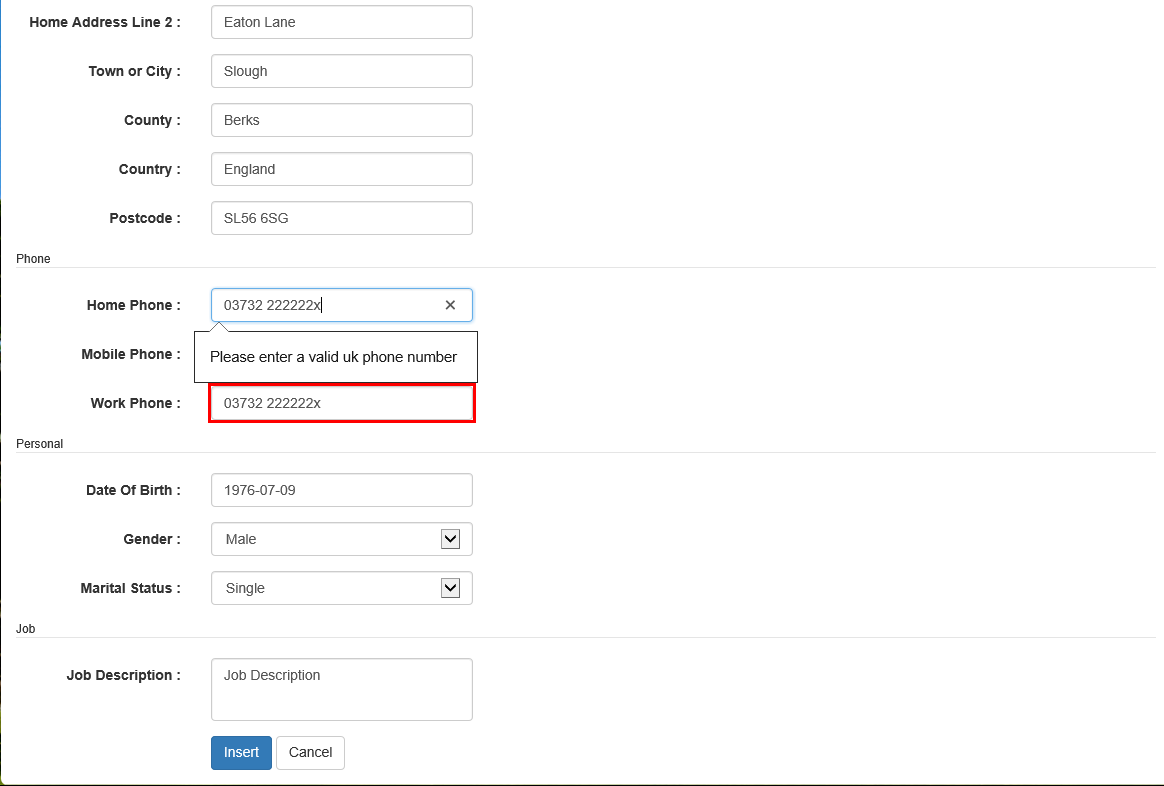 Home Address Line 2 : Eaton Lane
Town or City : Slough
County : Berks
Country : England
Postcode : SL56 6SG
Phone
Home Phone : 03732 222222x
Please enter a valid uk phone number
Mobile Phone :
Work Phone : 03732 222222x
Personal
Date Of Birth : 1976-07-09
Gender : Male
Marital Status : Single
Job
Job Description : Job Description
Insert Cancel